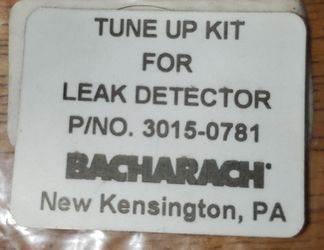 TUNE UP KIT
FOR
LEAK DETECTOR
P/NO. 3015-0781
BACHARACH
New Kensington, PA